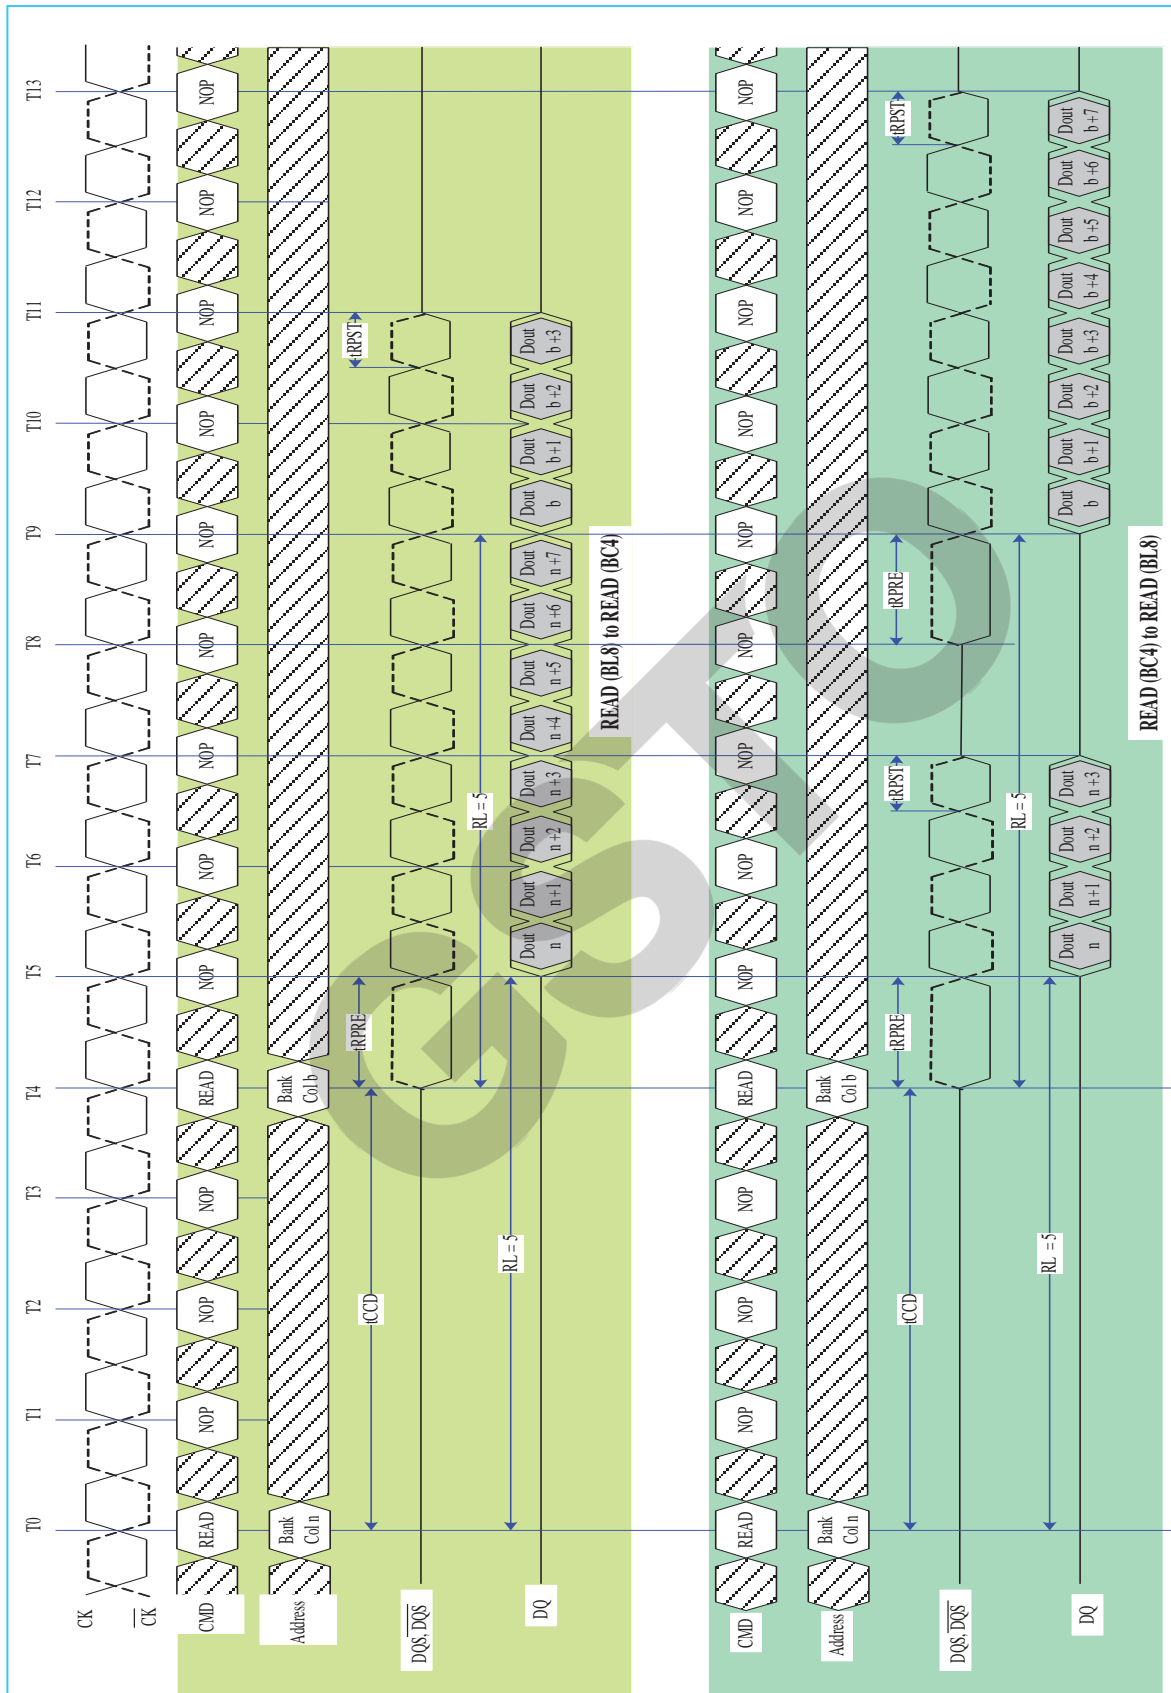 T0 T1 T2 T3 T4 T5 T6 T7 T8 T9 T10 T11 T12 T13
CK
CK
CMD READ NOP NOP NOP READ NOP NOP NOP NOP NOP NOP NOP NOP NOP
Address Bank Col n Bank Col b
tCCD tRPRE tRPST
DQS, DQS
RL = 5
RL = 5
DQ Dout n Dout n+1 Dout n+2 Dout n+3 Dout n+4 Dout n+5 Dout n+6 Dout n+7 Dout b Dout b+1 Dout b+2 Dout b+3
READ (BL8) to READ (BC4)
CMD READ NOP NOP NOP READ NOP NOP NOP NOP NOP NOP NOP NOP NOP
Address Bank Col n Bank Col b
tCCD tRPRE tRPST tRPRE tRPST
DQS, DQS
RL = 5
RL = 5
DQ Dout n Dout n+1 Dout n+2 Dout n+3 Dout b Dout b+1 Dout b+2 Dout b+3 Dout b+4 Dout b+5 Dout b+6 Dout b+7
READ (BC4) to READ (BL8)
GSTO